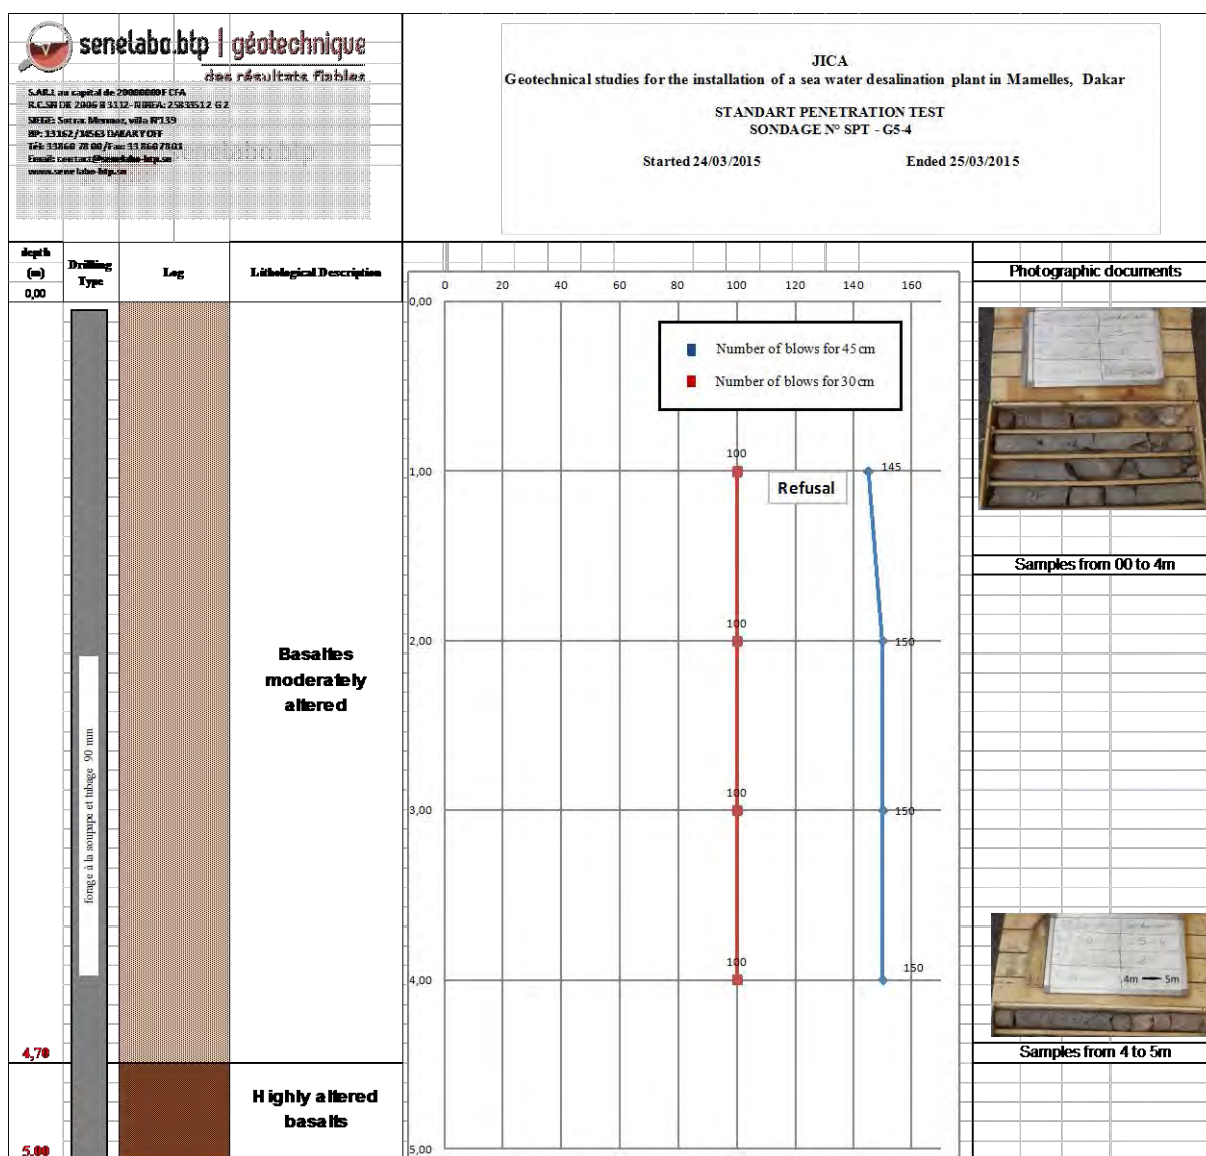 senelabo.btp | géotechnique
des résultats fiables
S.AR.L au capital de 20000000F CFA
SIEGE: Sotrac Mermoz, villa N°139
www.senelabo-btp.sn
JICA
Geotechnical studies for the installation of a sea water desalination plant in Mamelles, Dakar
STANDART PENETRATION TEST
SONDAGE N° SPT - G5-4
Started 24/03/2015 Ended 25/03/2015
depth
(m)
0,00
Drilling
Type
Log
Lithological Description
Photographic documents
0 20 40 60 80 100 120 140 160
0,00
Number of blows for 45 cm
Number of blows for 30 cm
100
1,00
145
Refusal
Samples from 00 to 4m
100
2,00
150
Basaltes
moderately
altered
forage à la soupape et tubage 90 mm
100
3,00
150
100
4,00
150
4m 5m
Samples from 4 to 5m
4,70
Highly altered
basalts
5,00
5,00